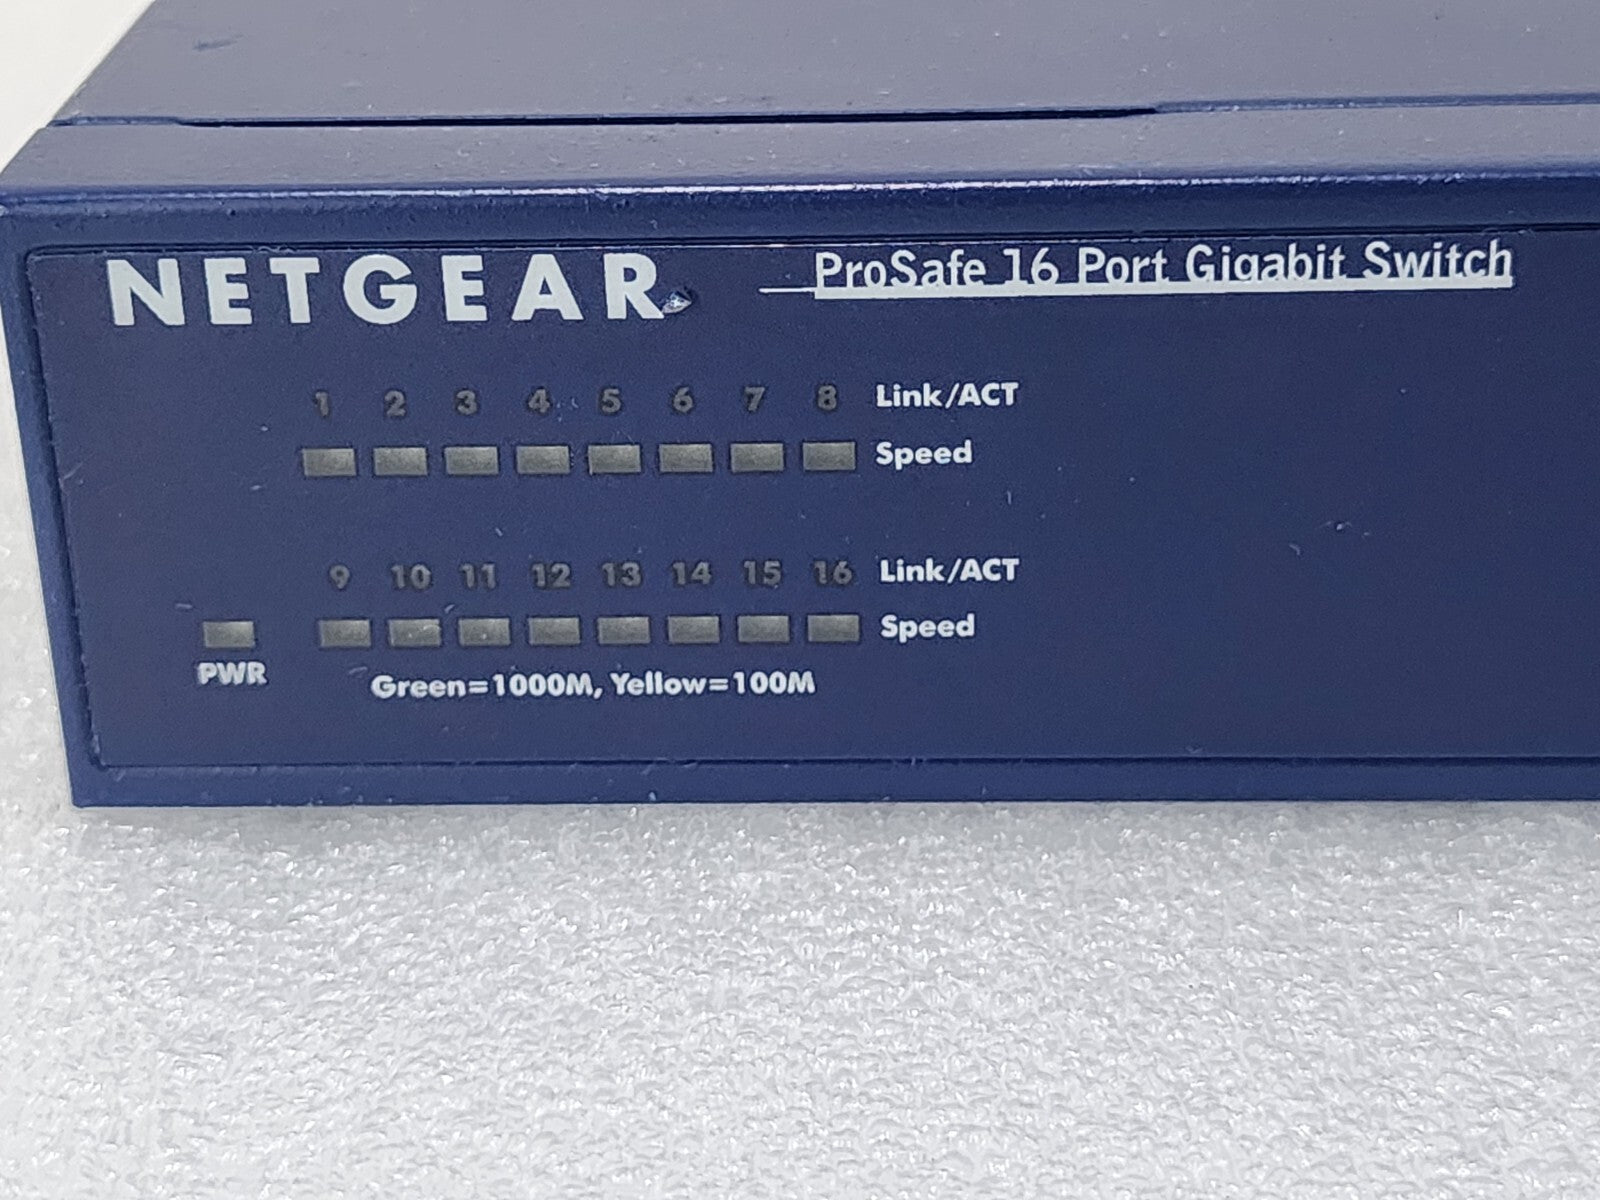 NETGEAR
ProSafe 16 Port Gigabit Switch
1 2 3 4 5 6 7 8 Link/ACT
Speed
9 10 11 12 13 14 15 16 Link/ACT
Speed
PWR
Green=1000M, Yellow=100M